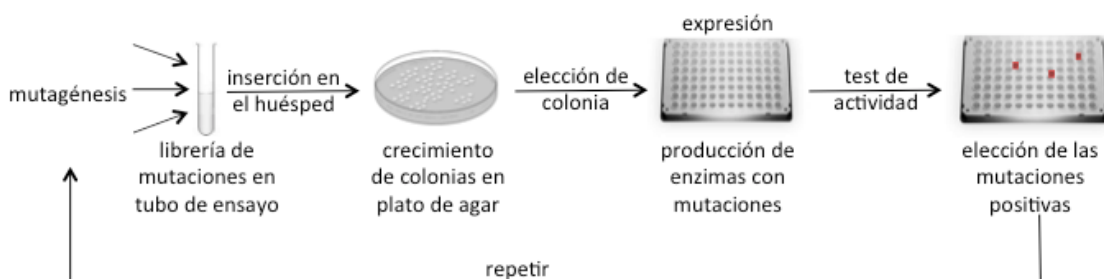 mutagénesis
librería de
mutaciones en
tubo de ensayo
inserción en
el huésped
crecimiento
de colonias en
plato de agar
elección de
colonia
expresión
producción de
enzimas con
mutaciones
test de
actividad
elección de las
mutaciones
positivas
repetir